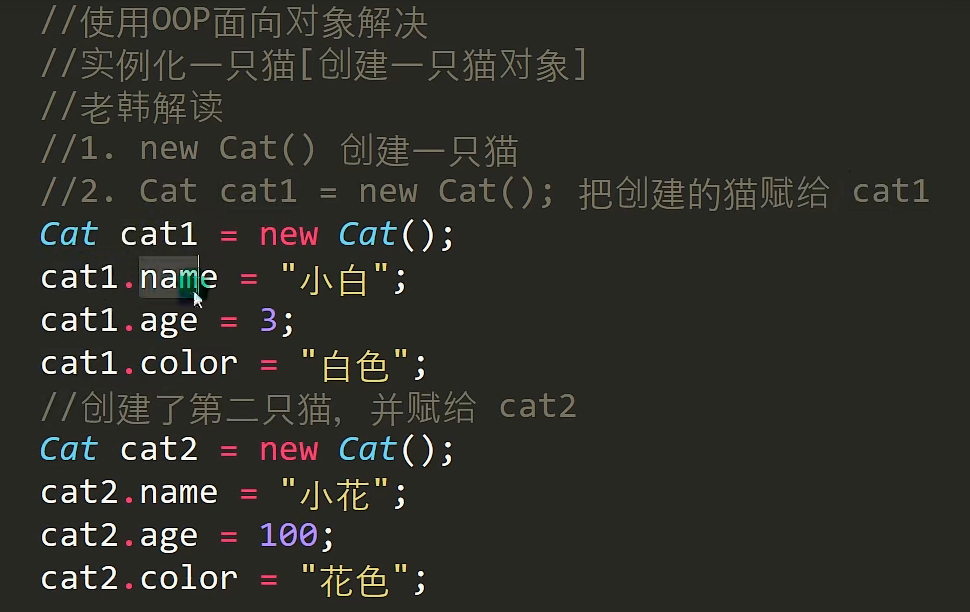 //使用OOP面向对象解决
//实例化一只猫[创建一只猫对象]
//老韩解读
//1. new Cat() 创建一只猫
//2. Cat cat1 = new Cat(); 把创建的猫赋给 cat1
Cat cat1 = new Cat();
cat1.name = "小白";
cat1.age = 3;
cat1.color = "白色";
//创建了第二只猫，并赋给 cat2
Cat cat2 = new Cat();
cat2.name = "小花";
cat2.age = 100;
cat2.color = "花色";